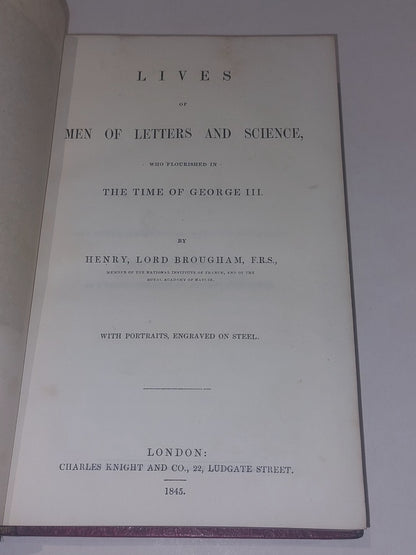 LIVES
OF
MEN OF LETTERS AND SCIENCE,
WHO FLOURISHED IN
THE TIME OF GEORGE III.
BY
HENRY, LORD BROUGHAM, F.R.S.,
MEMBER OF THE NATIONAL INSTITUTE OF FRANCE, AND OF THE
ROYAL ACADEMY OF NAPLES.
WITH PORTRAITS, ENGRAVED ON STEEL.
LONDON:
CHARLES KNIGHT AND CO., 22, LUDGATE STREET.
1845.